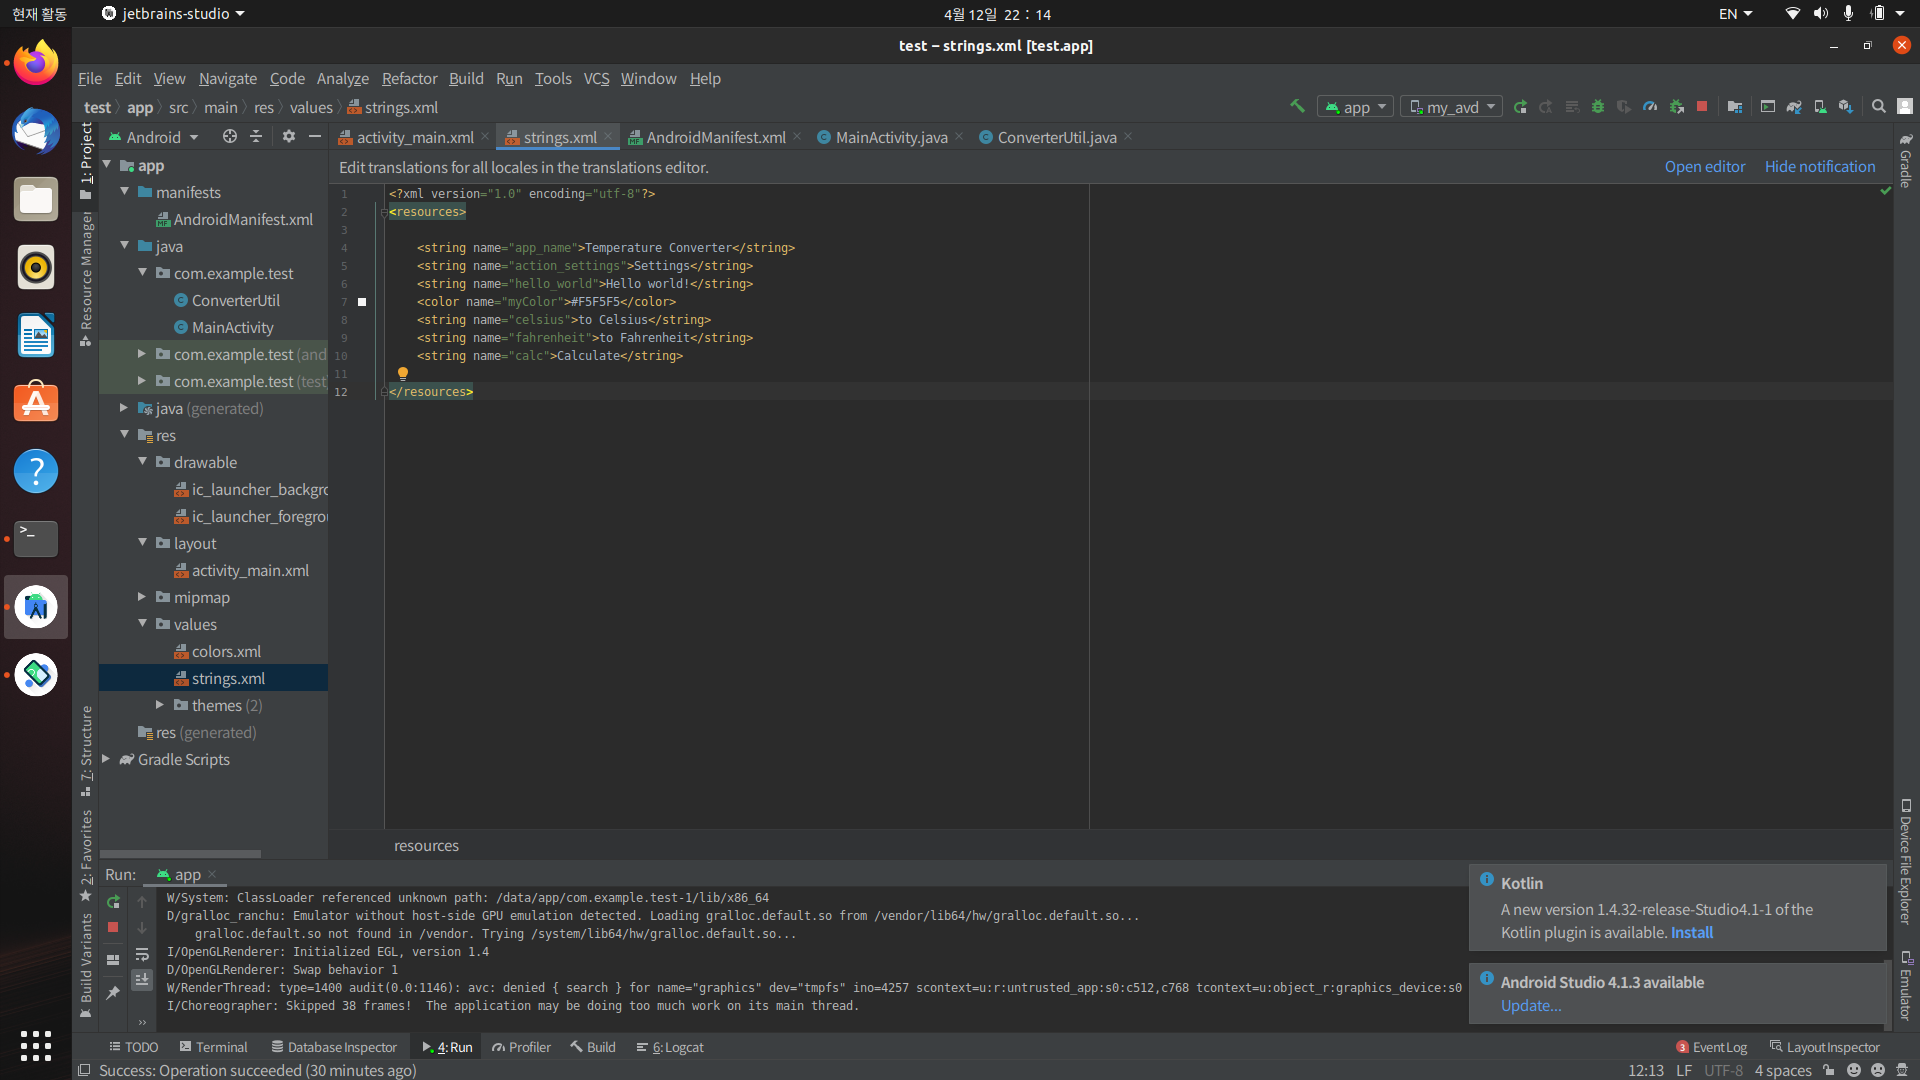 현재 활동
jetbrains-studio
4월 12일 22 : 14
EN
test – strings.xml [test.app]
File Edit View Navigate Code Analyze Refactor Build Run Tools VCS Window Help
test app src main res values strings.xml
app
my_avd
1: Project
Resource Manager
7: Structure
2: Favorites
Build Variants
Android
app
manifests
AndroidManifest.xml
java
com.example.test
ConverterUtil
MainActivity
com.example.test (and
com.example.test (test
java (generated)
res
drawable
ic_launcher_backgro
ic_launcher_foregrou
layout
activity_main.xml
mipmap
values
colors.xml
strings.xml
themes (2)
res (generated)
Gradle Scripts
activity_main.xml
strings.xml
AndroidManifest.xml
MainActivity.java
ConverterUtil.java
Edit translations for all locales in the translations editor.
Open editor Hide notification
1 <?xml version="1.0" encoding="utf-8"?>
2 <resources>
3
4 <string name="app_name">Temperature Converter</string>
5 <string name="action_settings">Settings</string>
6 <string name="hello_world">Hello world!</string>
7 <color name="myColor">#F5F5F5</color>
8 <string name="celsius">to Celsius</string>
9 <string name="fahrenheit">to Fahrenheit</string>
10 <string name="calc">Calculate</string>
11
12 </resources>
resources
Gradle
Device File Explorer
Emulator
Run: app
W/System: ClassLoader referenced unknown path: /data/app/com.example.test-1/lib/x86_64
D/gralloc_ranchu: Emulator without host-side GPU emulation detected. Loading gralloc.default.so from /vendor/lib64/hw/gralloc.default.so...
gralloc.default.so not found in /vendor. Trying /system/lib64/hw/gralloc.default.so...
I/OpenGLRenderer: Initialized EGL, version 1.4
D/OpenGLRenderer: Swap behavior 1
W/RenderThread: type=1400 audit(0.0:1146): avc: denied { search } for name="graphics" dev="tmpfs" ino=4257 scontext=u:r:untrusted_app:s0:c512,c768 tcontext=u:object_r:graphics_device:s0
I/Choreographer: Skipped 38 frames!  The application may be doing too much work on its main thread.
Kotlin
A new version 1.4.32-release-Studio4.1-1 of the
Kotlin plugin is available. Install
Android Studio 4.1.3 available
Update...
TODO Terminal Database Inspector 4: Run Profiler Build 6: Logcat
3 Event Log Layout Inspector
Success: Operation succeeded (30 minutes ago)
12:13 LF UTF-8 4 spaces